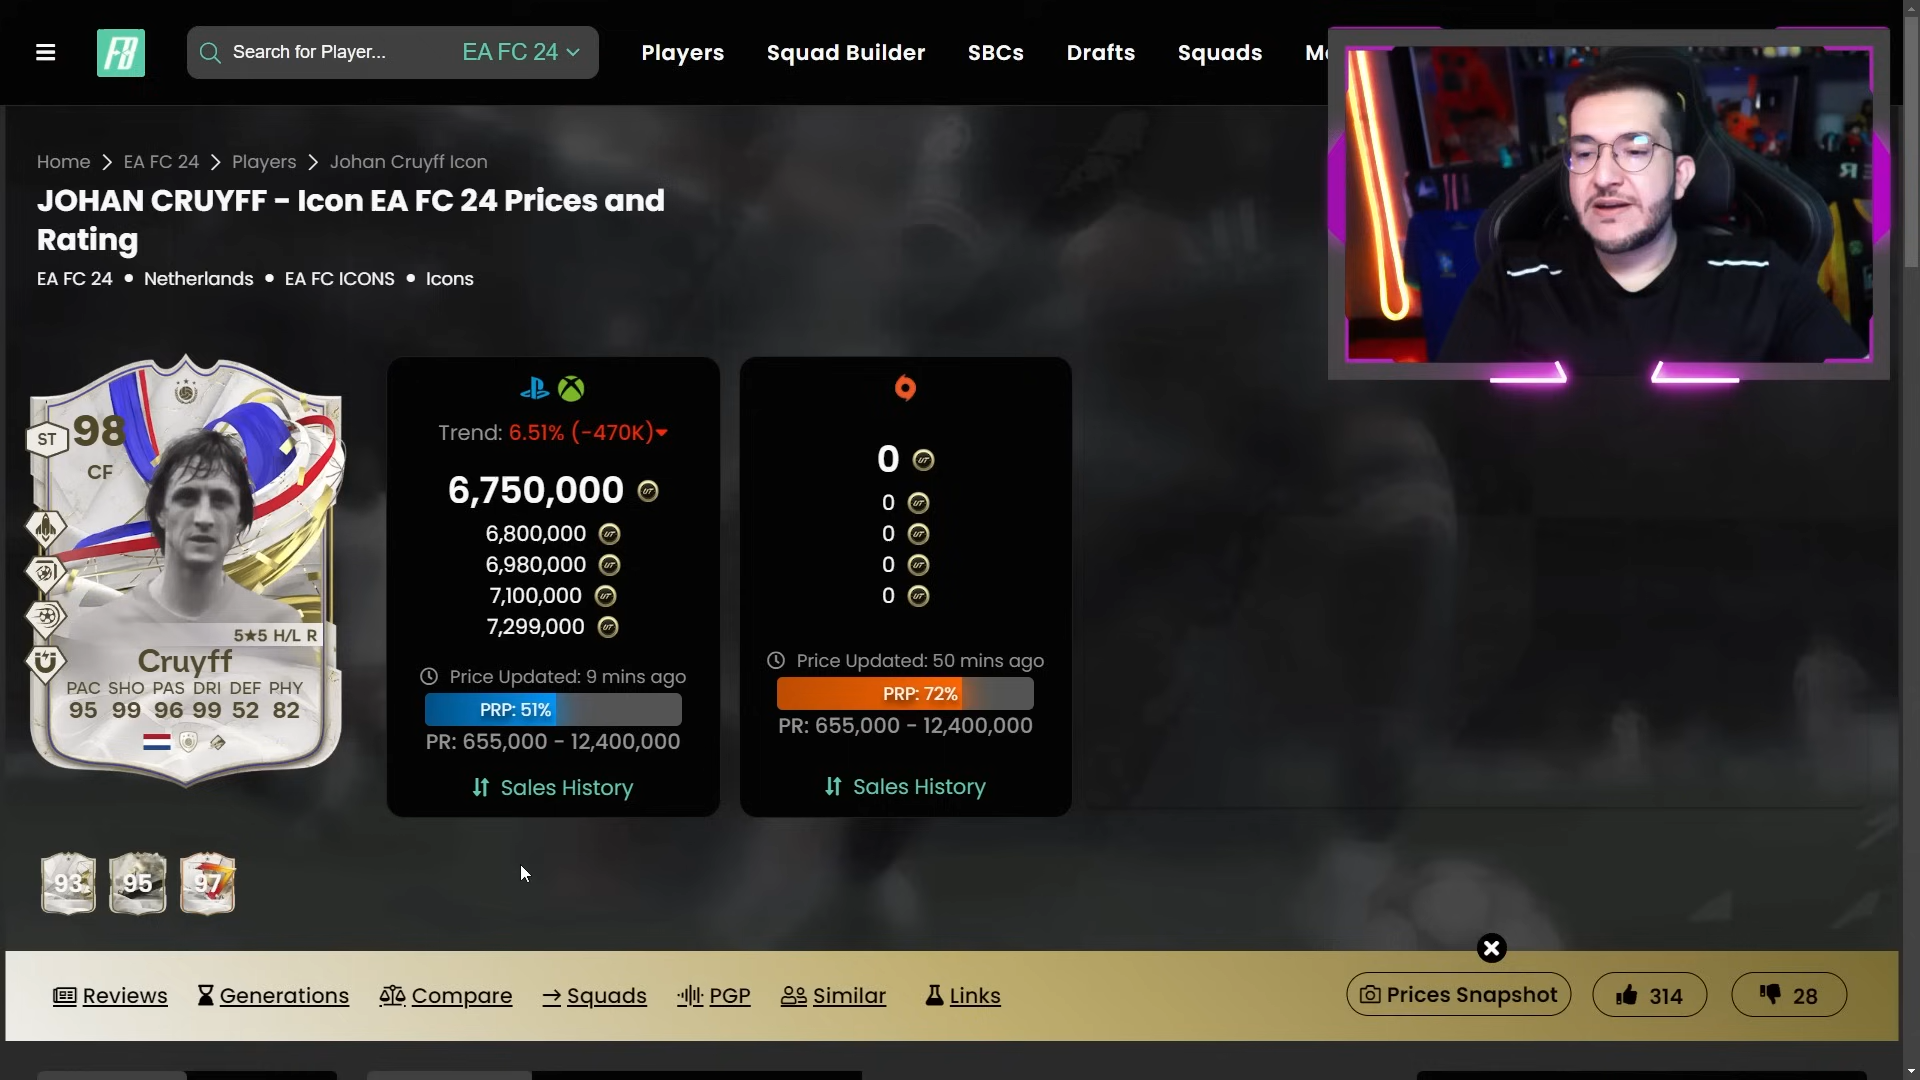 FB
Search for Player...
EA FC 24
Players
Squad Builder
SBCs
Drafts
Squads
Home > EA FC 24 > Players > Johan Cruyff Icon
JOHAN CRUYFF - Icon EA FC 24 Prices and
Rating
EA FC 24 • Netherlands • EA FC ICONS • Icons
ST
98
CF
5★5 H/L R
Cruyff
PAC SHO PAS DRI DEF PHY
95 99 96 99 52 82
Trend: 6.51% (-470K)
6,750,000
6,800,000
6,980,000
7,100,000
7,299,000
Price Updated: 9 mins ago
PRP: 51%
PR: 655,000 - 12,400,000
Sales History
0
0
0
0
0
Price Updated: 50 mins ago
PRP: 72%
PR: 655,000 - 12,400,000
Sales History
93
95
97
Reviews
Generations
Compare
Squads
PGP
Similar
Links
Prices Snapshot
314
28